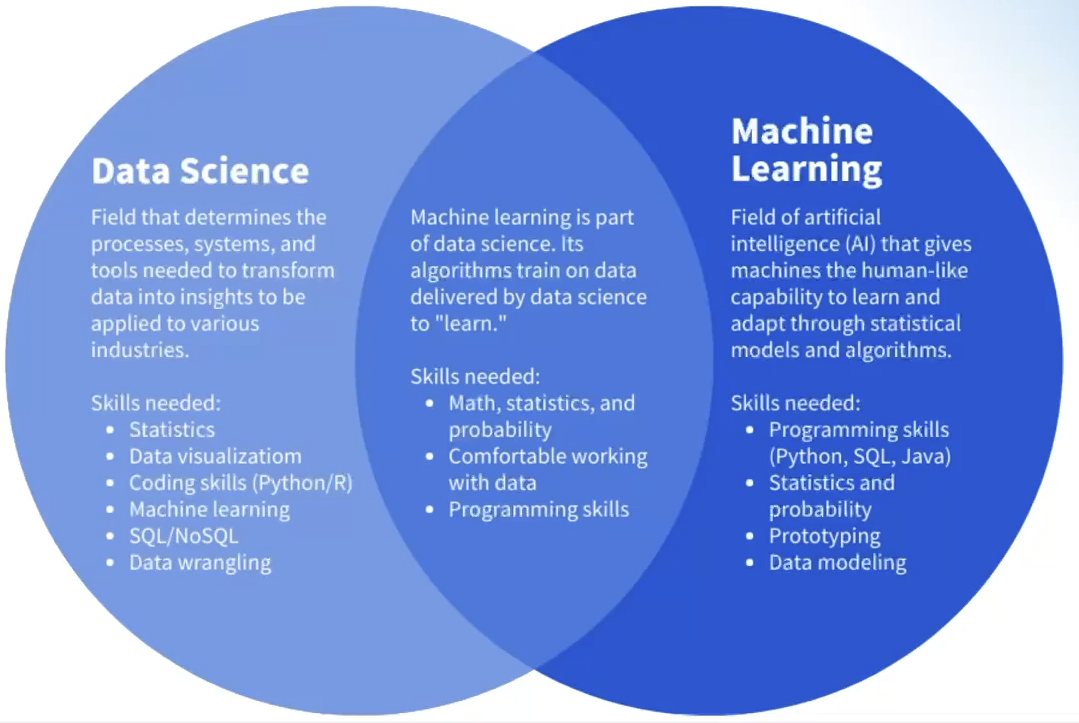 Data Science
Field that determines the
processes, systems, and
tools needed to transform
data into insights to be
applied to various
industries.
Skills needed:
• Statistics
• Data visualizatiom
• Coding skills (Python/R)
• Machine learning
• SQL/NoSQL
• Data wrangling
Machine learning is part
of data science. Its
algorithms train on data
delivered by data science
to "learn."
Skills needed:
• Math, statistics, and
probability
• Comfortable working
with data
• Programming skills
Machine
Learning
Field of artificial
intelligence (AI) that gives
machines the human-like
capability to learn and
adapt through statistical
models and algorithms.
Skills needed:
• Programming skills
(Python, SQL, Java)
• Statistics and
probability
• Prototyping
• Data modeling